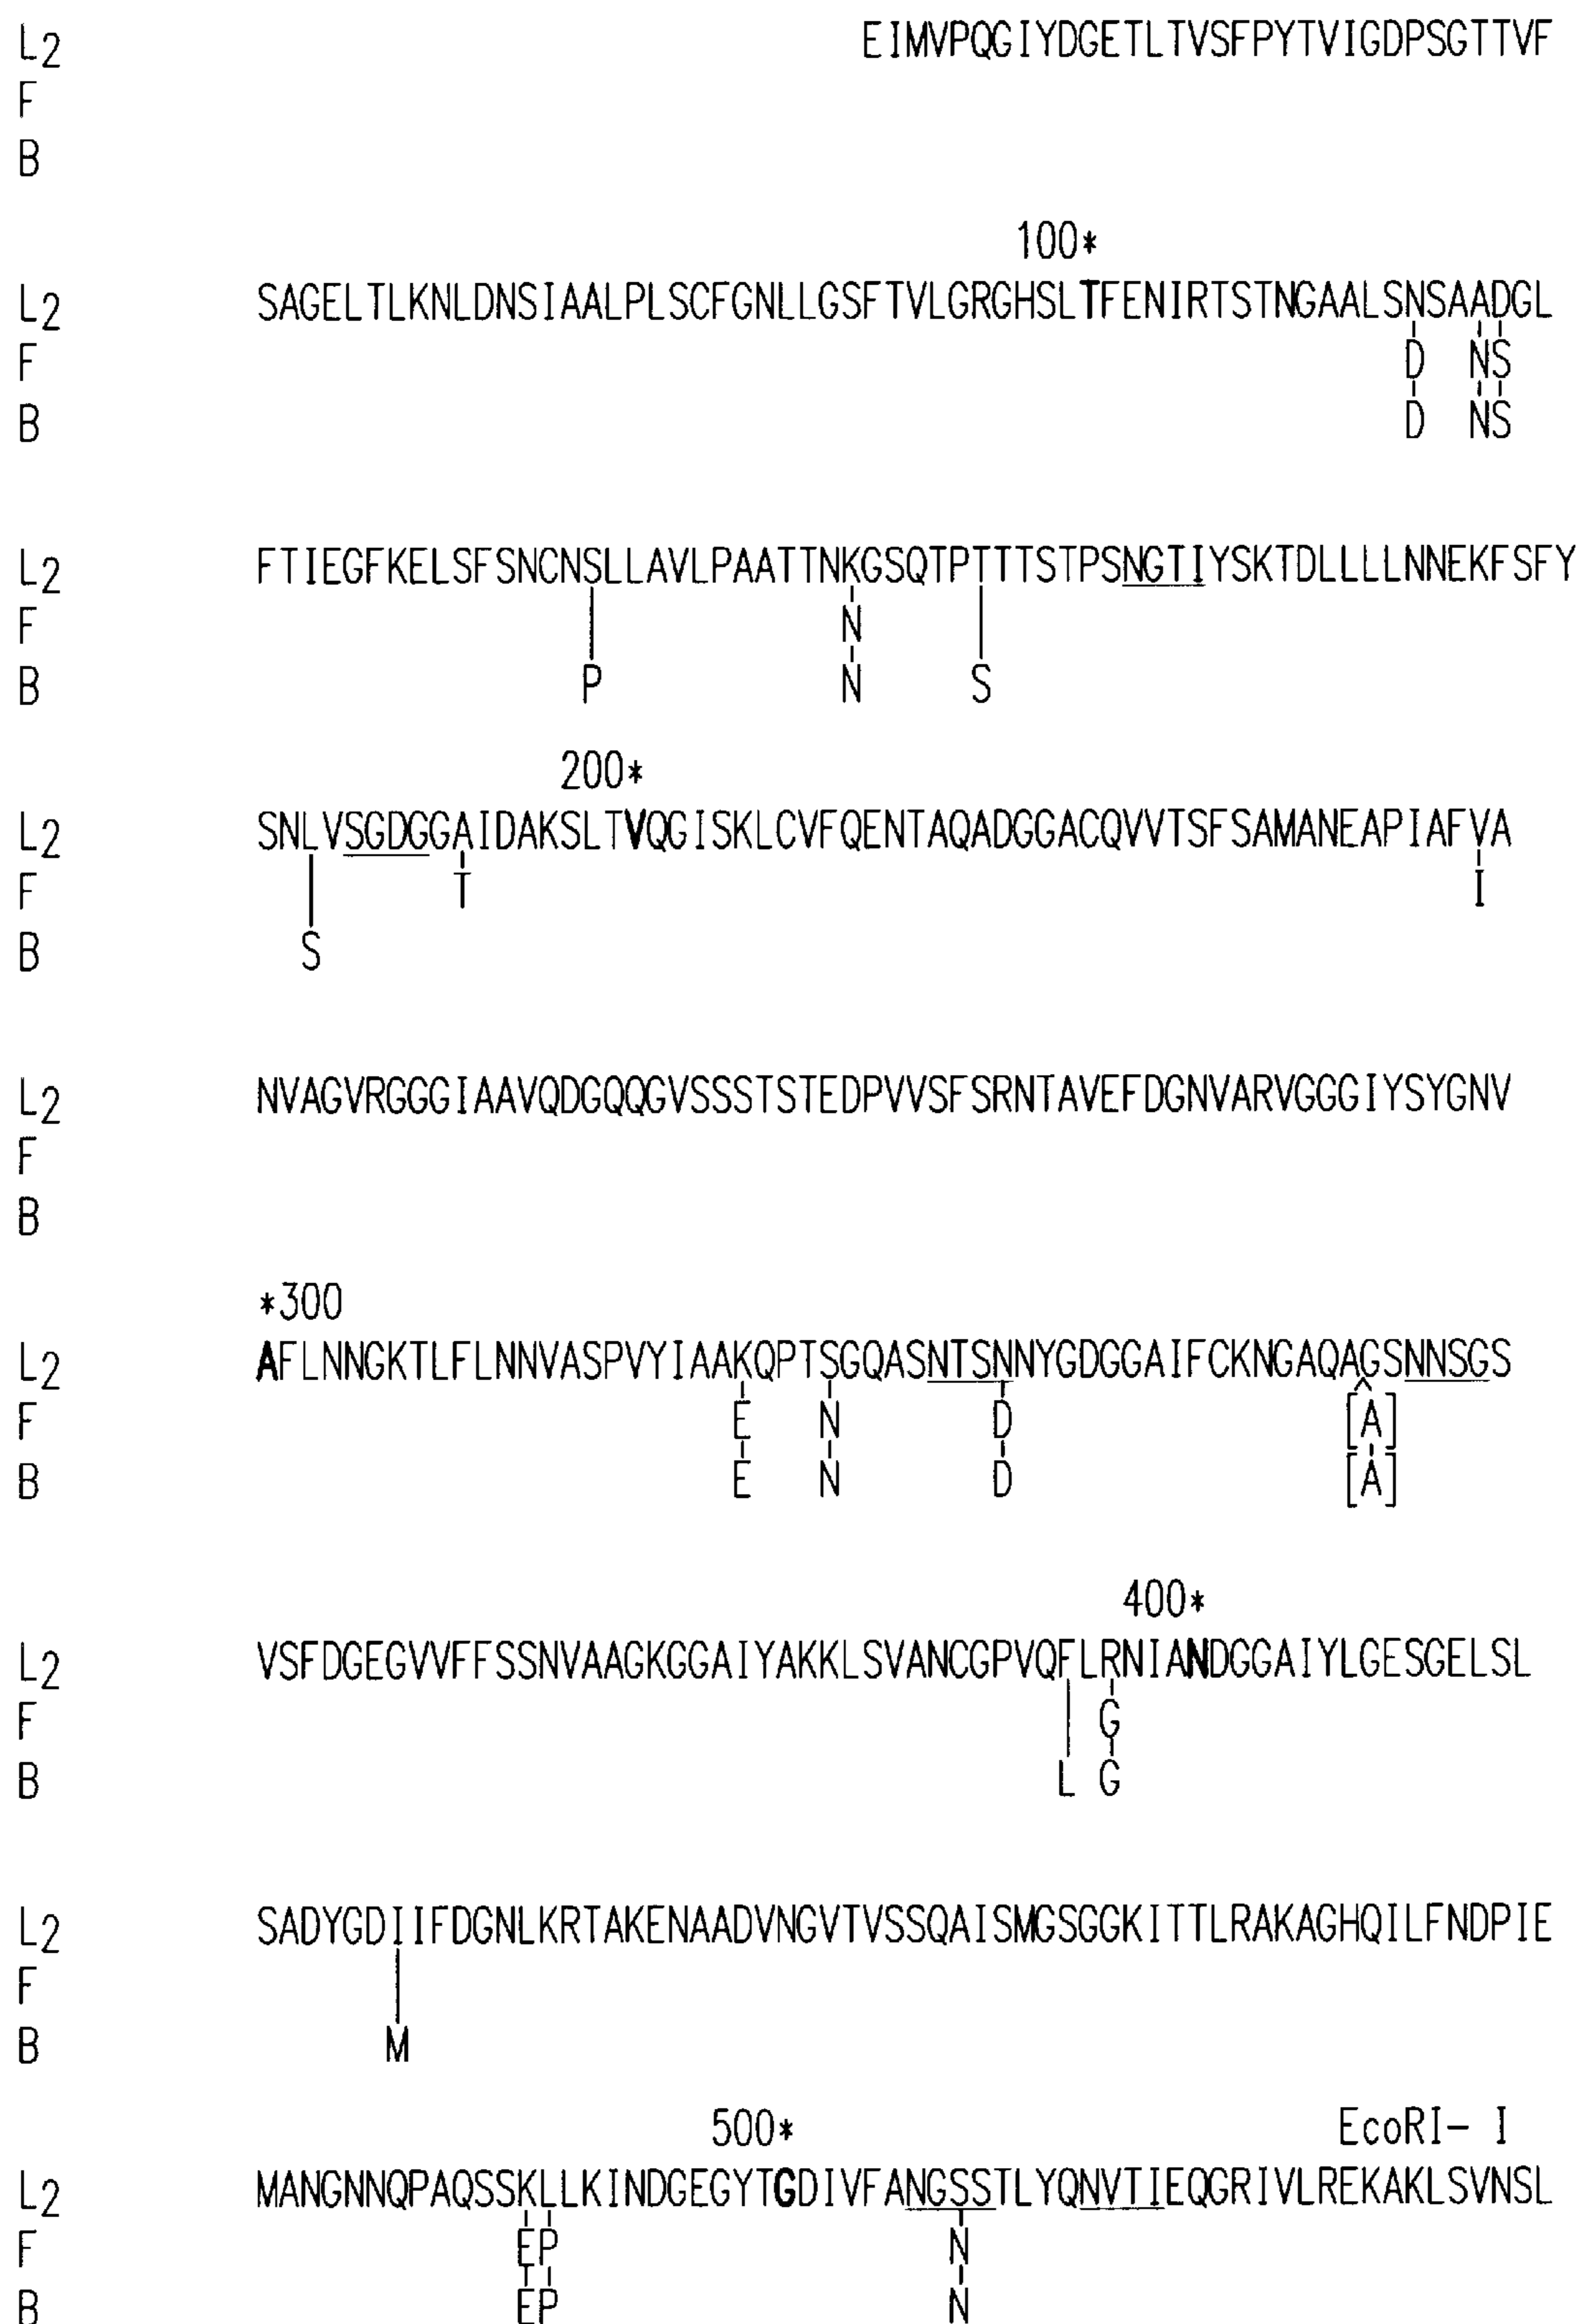 L2 EIMVPQGIYDGETLTVSFPYTVIGDPSGTTVF
F
B
100*
L2 SAGELTLKNLDNSIAALPLSCFGNLLGSFTVLGRGHSLTFENIRTSTNGAALSNSAADGL
F D NS
B D NS
L2 FTIEGFKELSFSNCNSLLAVLPAATTNKGSQTPTTTSTPSNGTIYSKTDLLLLNNEKFSFY
F N
B P N S
200*
L2 SNLVSGDGGAIDAKSLTVQGISKLCVFQENTAQADGGACQVVTSFSAMANEAPIAFVA
F T I
B S
L2 NVAGVRGGGIAAVQDGQQGVSSSTSTEDPVVSFSRNTAVEFDGNVARVGGGIYSYGNV
F
B
*300
L2 AFLNNGKTLFLNNVASPVYIAAKQPTSGQASNTSNNYGDGGAIFCKNGAQAGSNNSGS
F E N D [A]
B E N D [A]
400*
L2 VSFDGEGVVFFSSNVAAGKGGAIYAKKLSVANCGPVQFLRNIANDGGAIYLGESGELSL
F G
B L G
L2 SADYGDIIFDGNLKRTAKENAADVNGVTVSSQAISMGSGGKITTLRAKAGHQILFNDPIE
F
B M
500* EcoRI- I
L2 MANGNNQPAQSSKLLKINDGEGYTGDIVFANGSSTLYQNVTIEQGRIVLREKAKLSVNSL
F EP N
B EP N